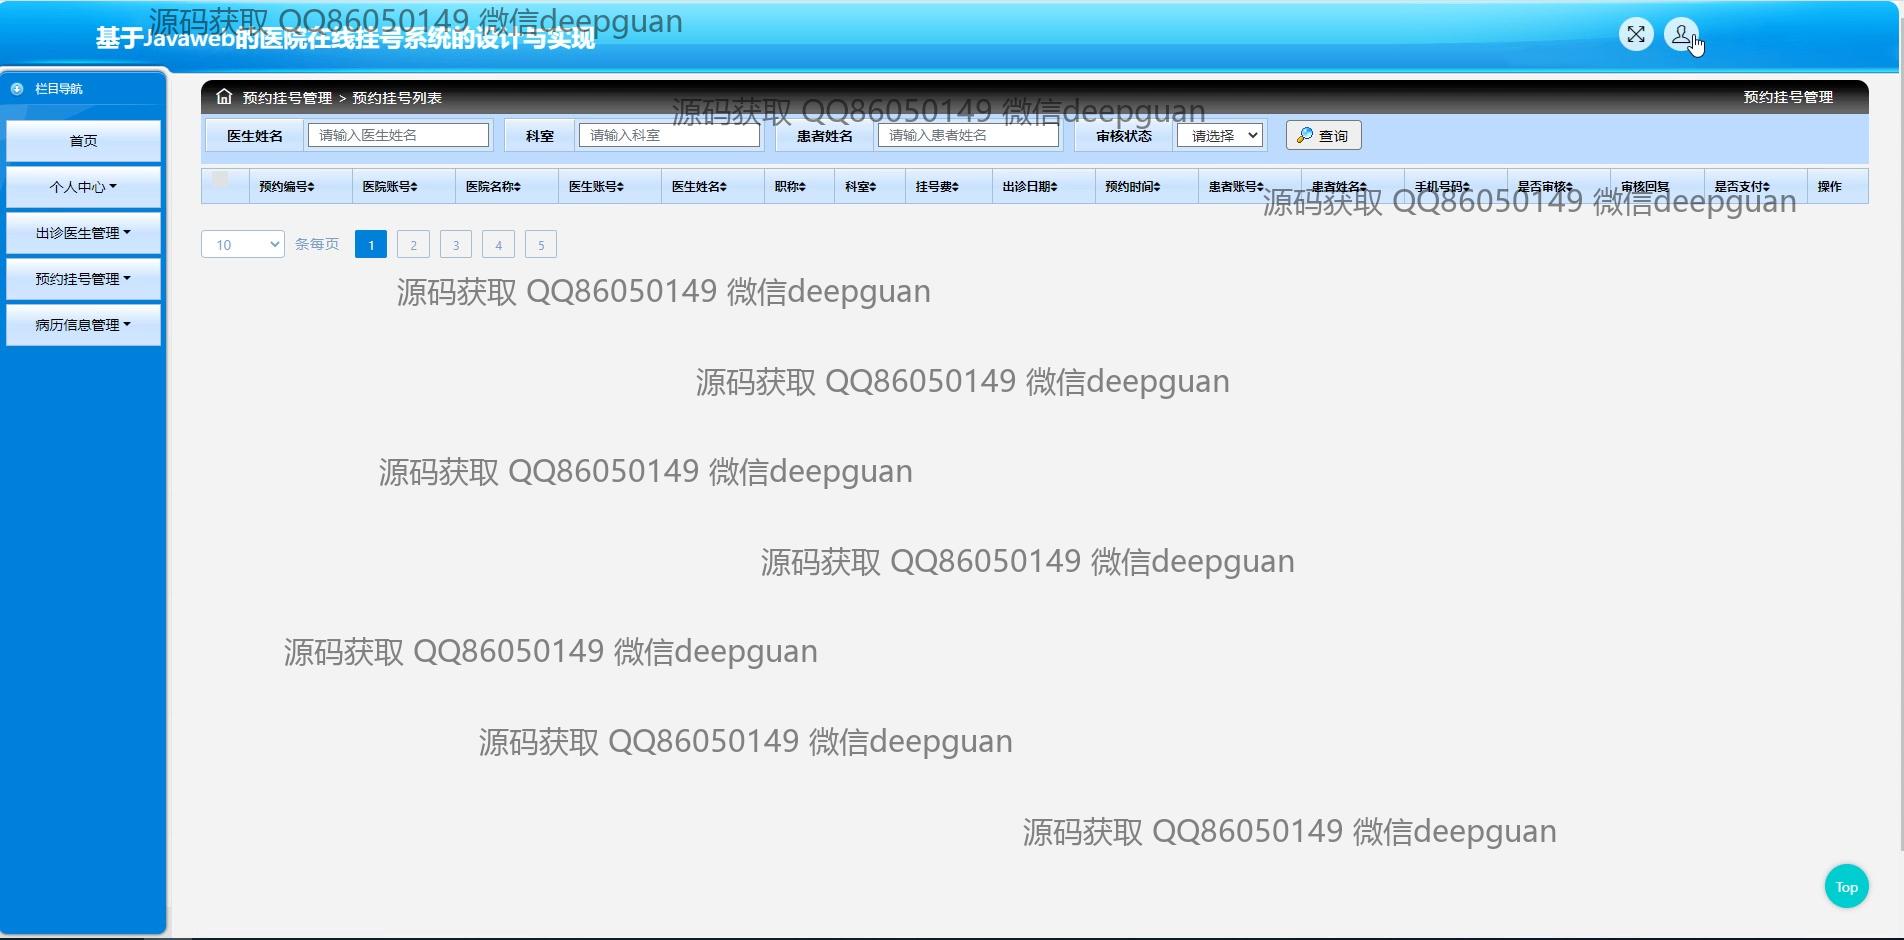 源码获取 QQ86050149 微信deepguan
基于Javaweb的医院在线挂号系统的设计与实现
栏目导航
首页
个人中心
出诊医生管理
预约挂号管理
病历信息管理
预约挂号管理 > 预约挂号列表
预约挂号管理
源码获取 QQ86050149 微信deepguan
医生姓名 请输入医生姓名 科室 请输入科室 患者姓名 请输入患者姓名 审核状态 请选择 查询
预约编号 医院账号 医院名称 医生账号 医生姓名 职称 科室 挂号费 出诊日期 预约时间 患者账号 患者姓名 手机号码 是否审核 审核回复 是否支付 操作
源码获取 QQ86050149 微信deepguan
10 条每页 1 2 3 4 5
源码获取 QQ86050149 微信deepguan
源码获取 QQ86050149 微信deepguan
源码获取 QQ86050149 微信deepguan
源码获取 QQ86050149 微信deepguan
源码获取 QQ86050149 微信deepguan
源码获取 QQ86050149 微信deepguan
源码获取 QQ86050149 微信deepguan
Top